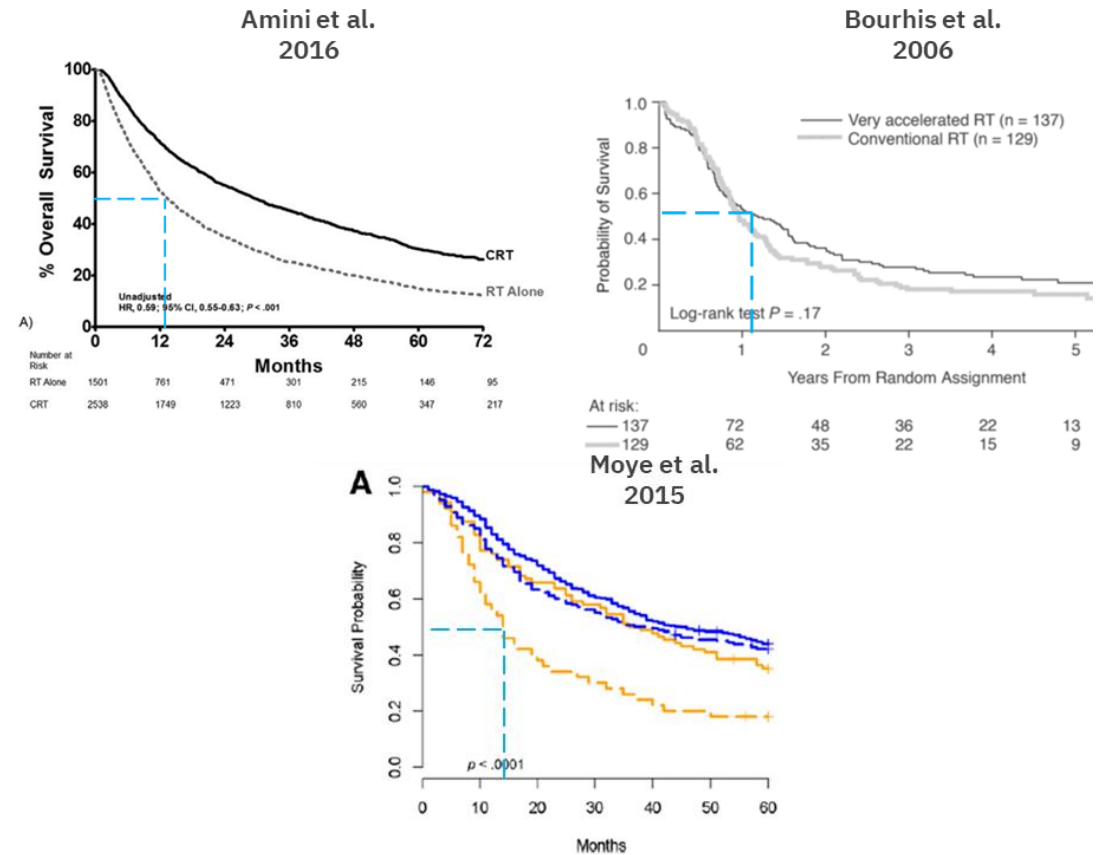 Amini et al.
2016
100
80
60
40
20
0
% Overall Survival
CRT
RT Alone
Unadjusted
HR, 0.59; 95% CI, 0.55-0.63; P < .001
A)
0 12 24 36 48 60 72
Months
Number at
Risk
RT Alone 1501 761 471 301 215 146 95
CRT 2538 1749 1223 810 560 347 217
Bourhis et al.
2006
1.0
0.8
0.6
0.4
0.2
Probability of Survival
Very accelerated RT (n = 137)
Conventional RT (n = 129)
Log-rank test P = .17
0 1 2 3 4 5
Years From Random Assignment
At risk:
137 72 48 36 22 13
129 62 35 22 15 9
Moye et al.
2015
A
1.0
0.8
0.6
0.4
0.2
0.0
Survival Probability
p < .0001
0 10 20 30 40 50 60
Months